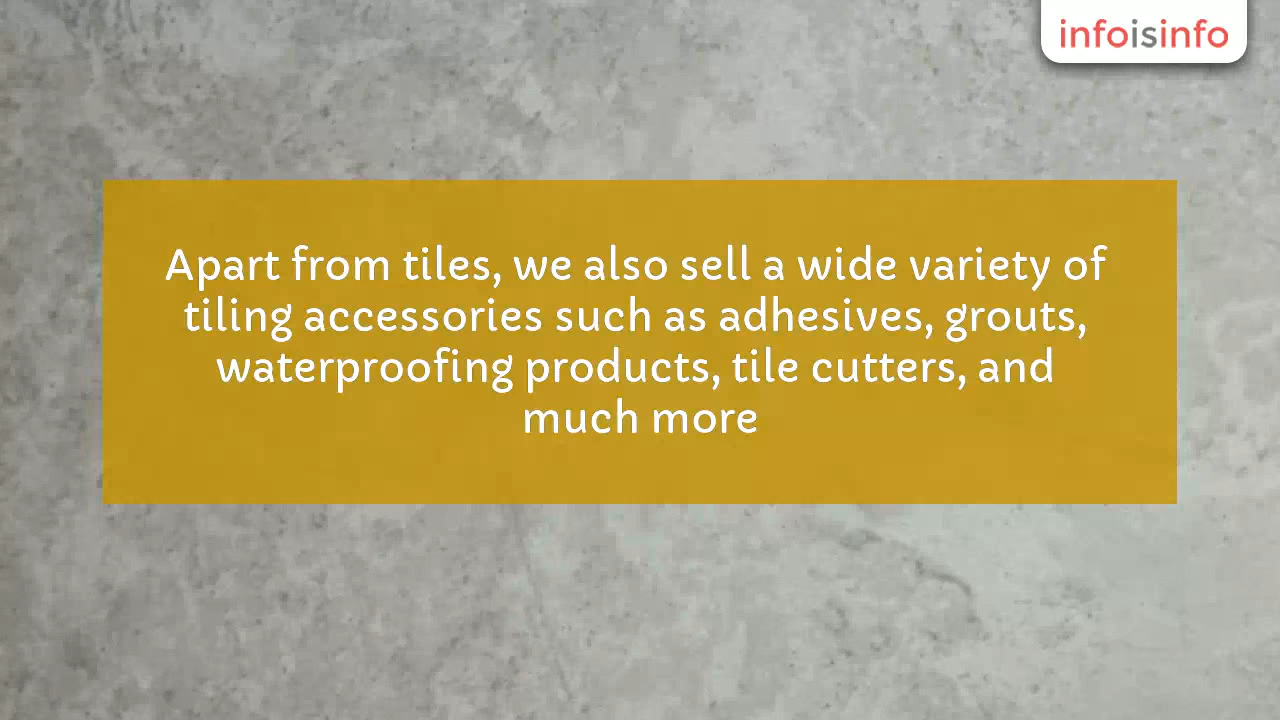 infoisinfo
Apart from tiles, we also sell a wide variety of
tiling accessories such as adhesives, grouts,
waterproofing products, tile cutters, and
much more